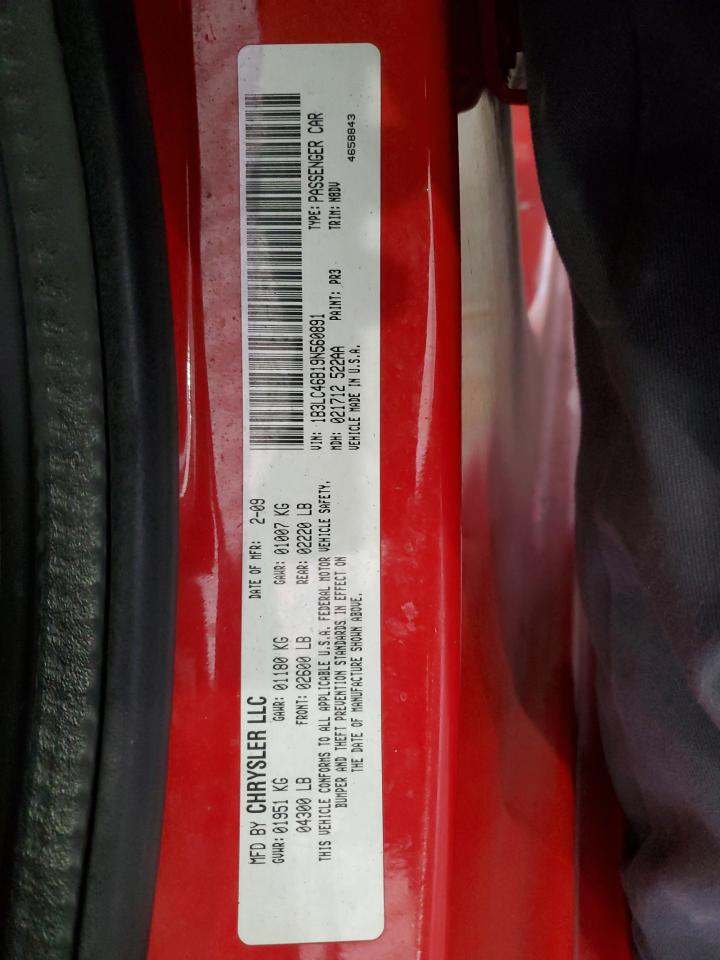 MFD BY CHRYSLER LLC DATE OF MFR: 2-09
GVWR: 01951 KG GAWR: 01180 KG GAWR: 01007 KG
04300 LB FRONT: 02600 LB REAR: 02220 LB
THIS VEHICLE CONFORMS TO ALL APPLICABLE U.S.A. FEDERAL MOTOR VEHICLE SAFETY,
BUMPER AND THEFT PREVENTION STANDARDS IN EFFECT ON
THE DATE OF MANUFACTURE SHOWN ABOVE.
VIN: 1B3LC46B19N560891 TYPE: PASSENGER CAR
MDH: 021712 522AA PAINT: PR3 TRIM: N8DV
VEHICLE MADE IN U.S.A. 4658843